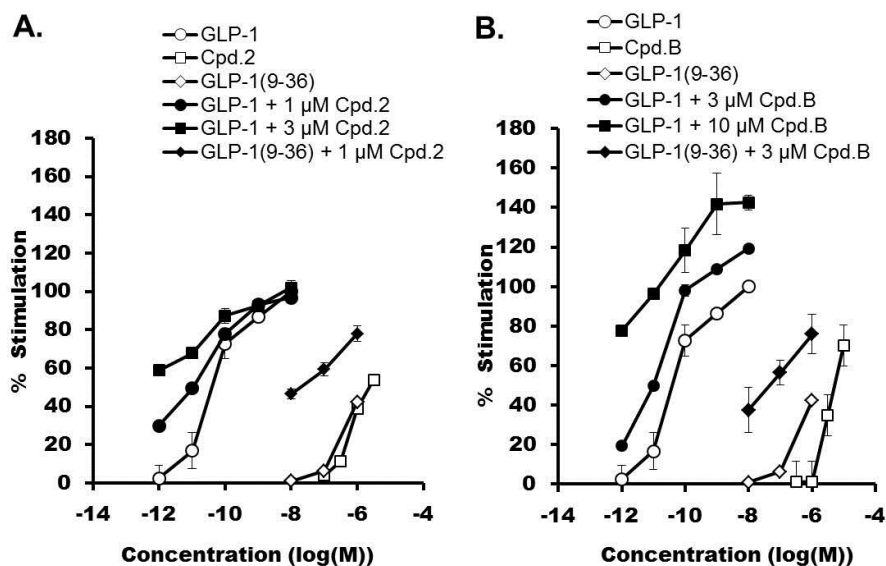 A.
GLP-1
Cpd.2
GLP-1(9-36)
GLP-1 + 1 µM Cpd.2
GLP-1 + 3 µM Cpd.2
GLP-1(9-36) + 1 µM Cpd.2
180
160
140
120
100
80
60
40
20
0
% Stimulation
-14
-12
-10
-8
-6
-4
Concentration (log(M))
B.
GLP-1
Cpd.B
GLP-1(9-36)
GLP-1 + 3 µM Cpd.B
GLP-1 + 10 µM Cpd.B
GLP-1(9-36) + 3 µM Cpd.B
180
160
140
120
100
80
60
40
20
0
% Stimulation
-14
-12
-10
-8
-6
-4
Concentration (log(M))